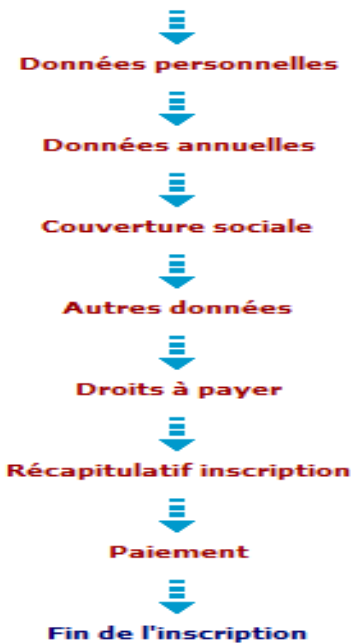 Données personnelles
Données annuelles
Couverture sociale
Autres données
Droits à payer
Récapitulatif inscription
Paiement
Fin de l'inscription